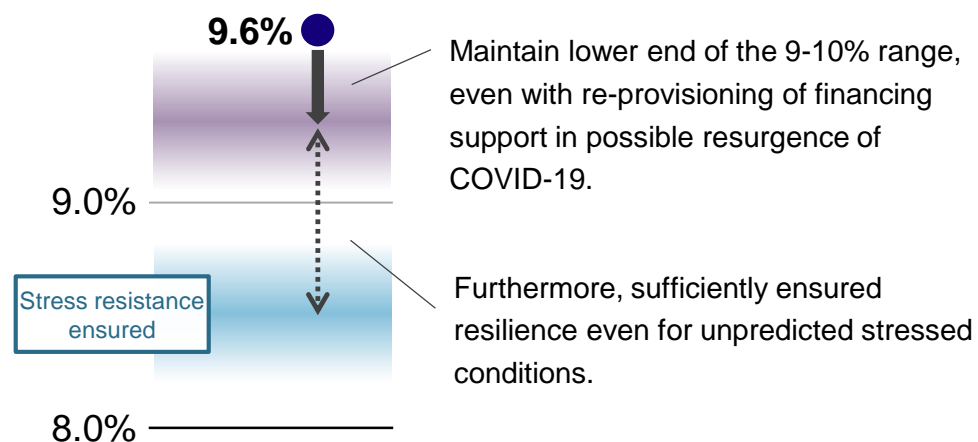 9.6%
Maintain lower end of the 9-10% range,
even with re-provisioning of financing
support in possible resurgence of
COVID-19.
9.0%
Stress resistance
ensured
Furthermore, sufficiently ensured
resilience even for unpredicted stressed
conditions.
8.0%